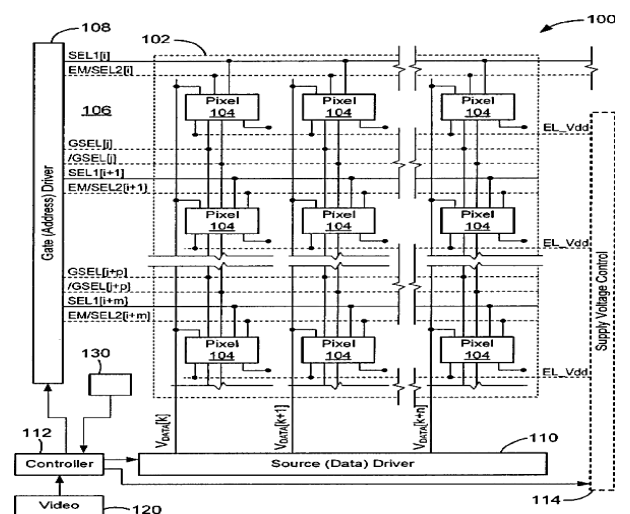 100
108
102
SEL1[i]
EM/SEL2[i]
106
Pixel 104 Pixel 104 Pixel 104
EL_Vdd
GSEL[j]
/GSEL[j]
SEL1[i+1]
EM/SEL2[i+1]
Pixel 104 Pixel 104 Pixel 104
EL_Vdd
GSEL[j+p]
/GSEL[j+p]
SEL1[i+m]
EM/SEL2[i+m]
Pixel 104 Pixel 104 Pixel 104
EL_Vdd
Gate (Address) Driver
Supply Voltage Control
130
VDATA[k]
VDATA[k+1]
VDATA[k+n]
112
110
Controller
Source (Data) Driver
114
Video
120